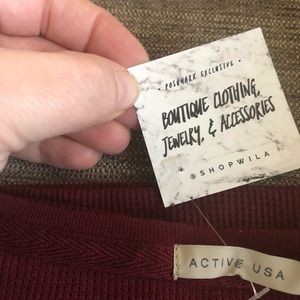 • POSHMARK EXCLUSIVE •
BOUTIQUE CLOTHING,
JEWELRY, & ACCESSORIES
@SHOPWILA
ACTIVE USA